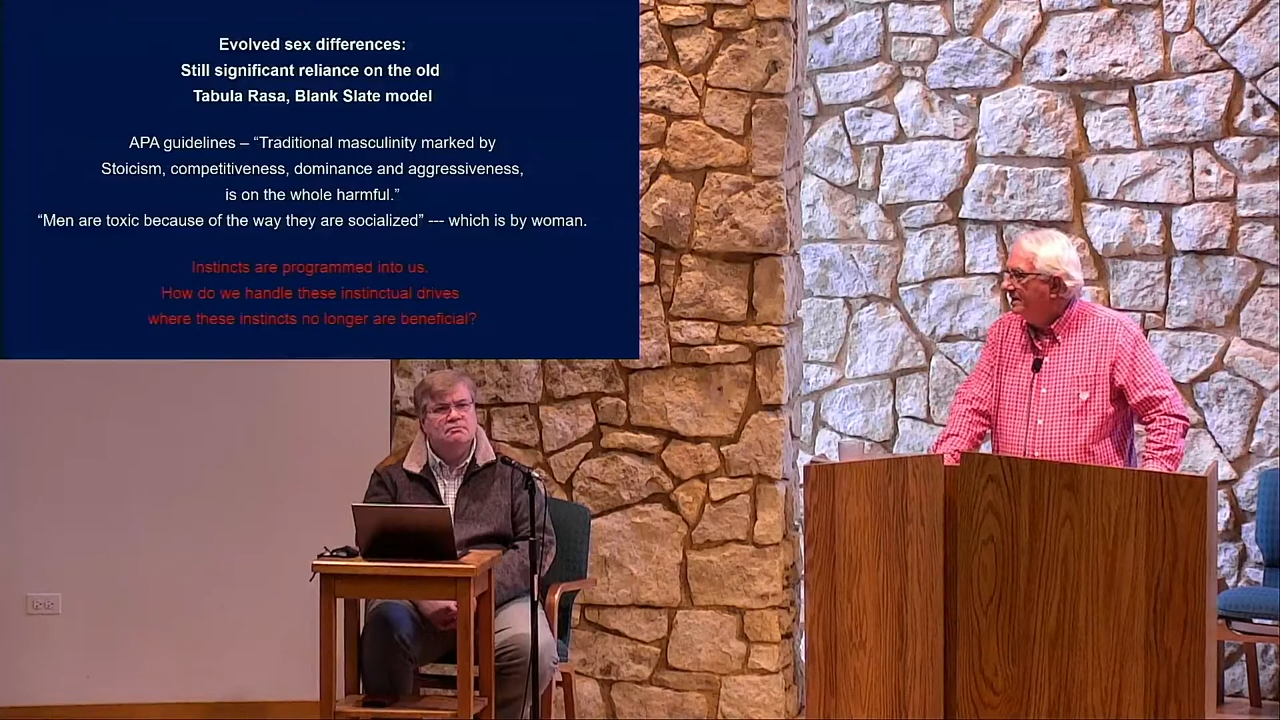 Evolved sex differences:
Still significant reliance on the old
Tabula Rasa, Blank Slate model
APA guidelines – “Traditional masculinity marked by
Stoicism, competitiveness, dominance and aggressiveness,
is on the whole harmful.”
“Men are toxic because of the way they are socialized” --- which is by woman.
Instincts are programmed into us.
How do we handle these instinctual drives
where these instincts no longer are beneficial?